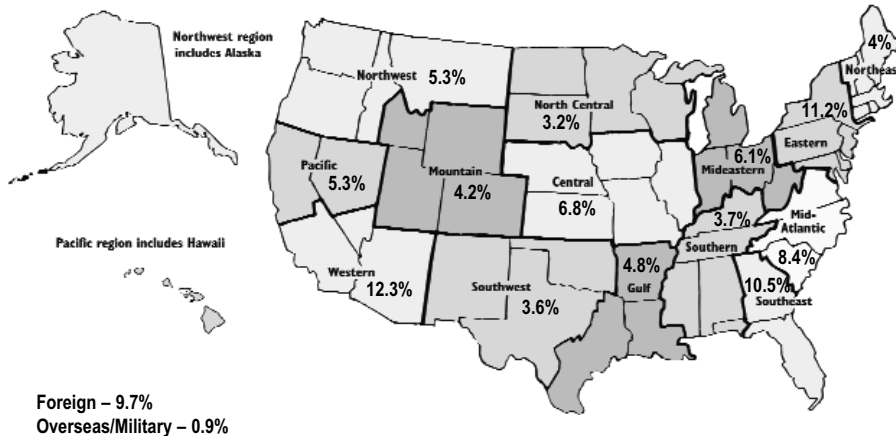 Northwest region
includes Alaska
Northwest
5.3%
North Central
3.2%
4%
Northeast
11.2%
Eastern
6.1%
Mideastern
Pacific
5.3%
Mountain
4.2%
Central
6.8%
3.7%
Southern
Mid-
Atlantic
8.4%
Pacific region includes Hawaii
Western
12.3%
Southwest
3.6%
4.8%
Gulf
10.5%
Southeast
Foreign – 9.7%
Overseas/Military – 0.9%